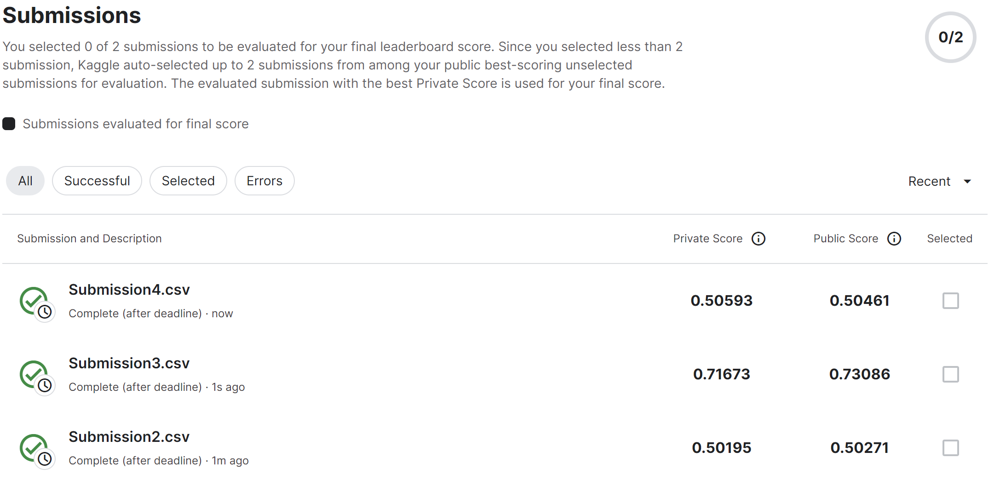 Submissions
0/2
You selected 0 of 2 submissions to be evaluated for your final leaderboard score. Since you selected less than 2
submission, Kaggle auto-selected up to 2 submissions from among your public best-scoring unselected
submissions for evaluation. The evaluated submission with the best Private Score is used for your final score.
Submissions evaluated for final score
All Successful Selected Errors Recent
Submission and Description Private Score Public Score Selected
Submission4.csv
Complete (after deadline) · now
0.50593 0.50461
Submission3.csv
Complete (after deadline) · 1s ago
0.71673 0.73086
Submission2.csv
Complete (after deadline) · 1m ago
0.50195 0.50271